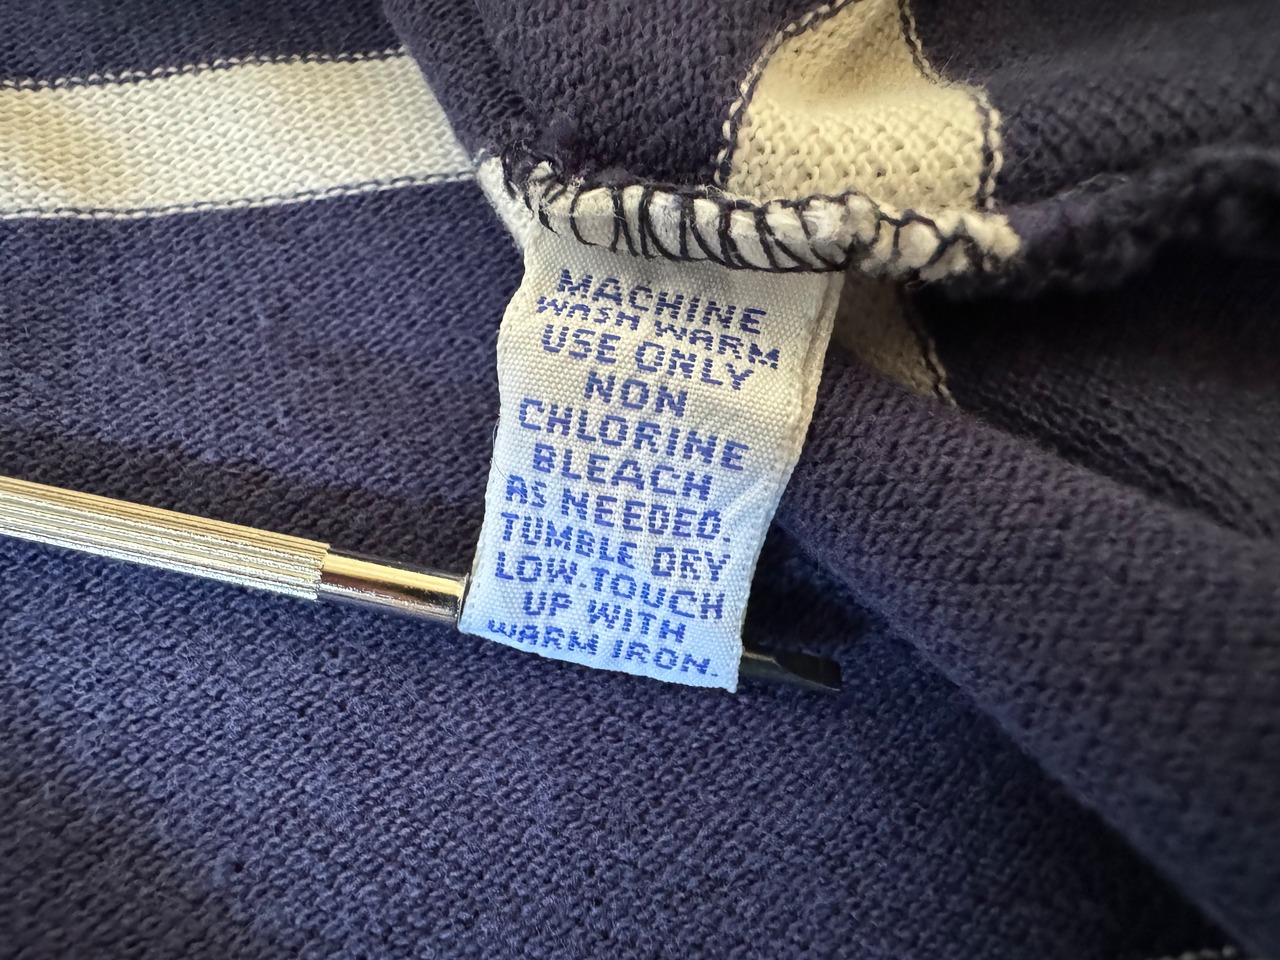 MACHINE
WASH WARM
USE ONLY
NON
CHLORINE
BLEACH
AS NEEDED.
TUMBLE DRY
LOW.TOUCH
UP WITH
WARM IRON.